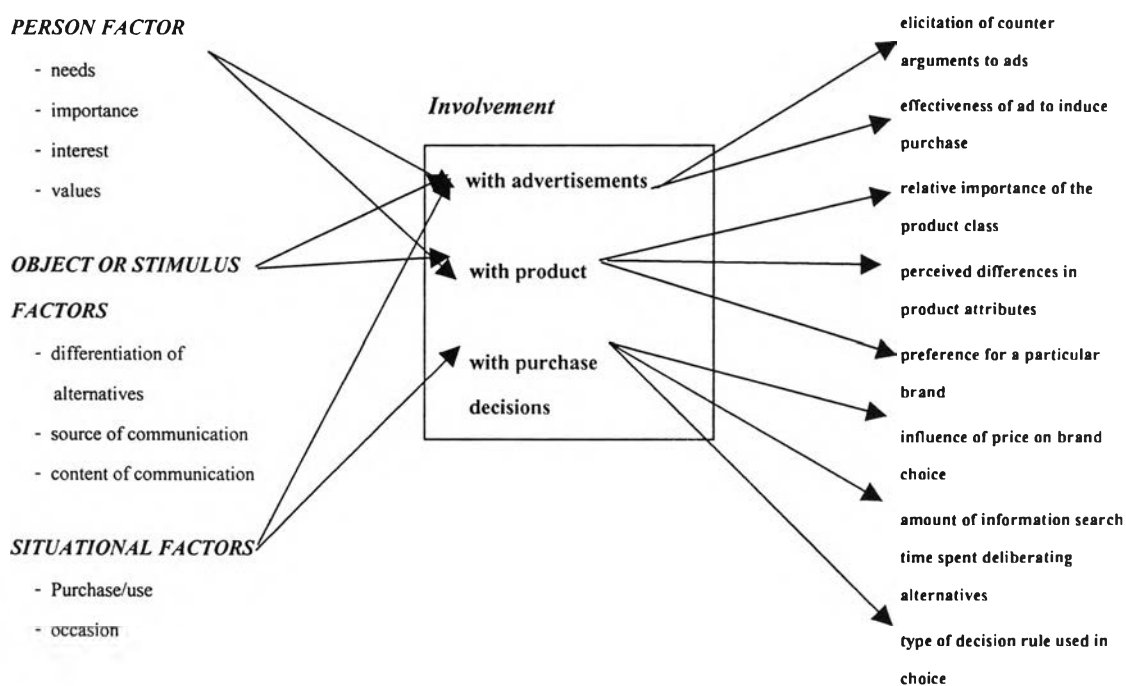 PERSON FACTOR
- needs
- importance
- interest
- values
OBJECT OR STIMULUS
FACTORS
- differentiation of
alternatives
- source of communication
- content of communication
SITUATIONAL FACTORS
- Purchase/use
- occasion
Involvement
with advertisements
with product
with purchase
decisions
elicitation of counter
arguments to ads
effectiveness of ad to induce
purchase
relative importance of the
product class
perceived differences in
product attributes
preference for a particular
brand
influence of price on brand
choice
amount of information search
time spent deliberating
alternatives
type of decision rule used in
choice